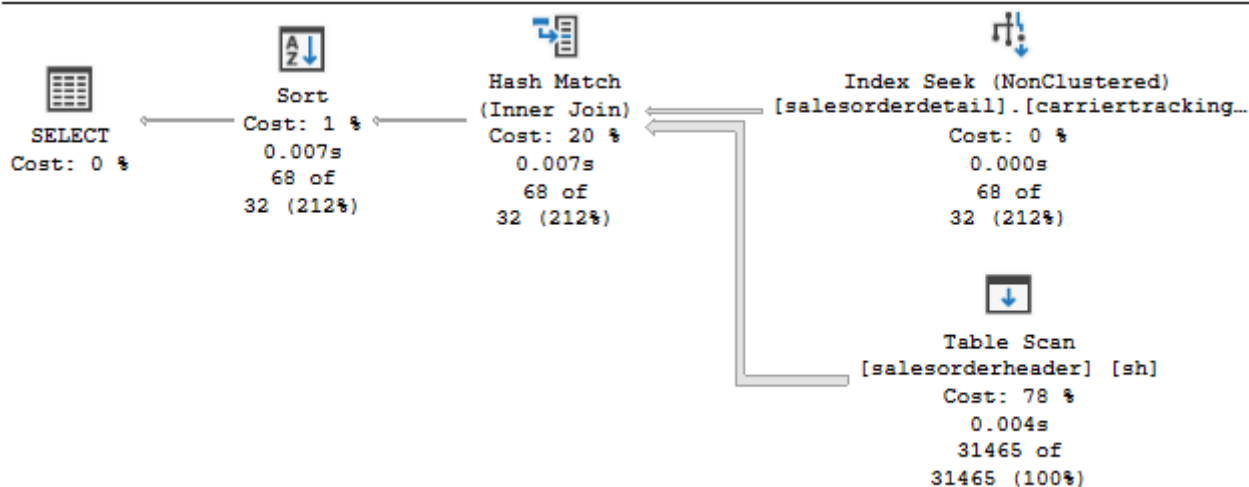 SELECT
Cost: 0 %
Sort
Cost: 1 %
0.007s
68 of
32 (212%)
Hash Match
(Inner Join)
Cost: 20 %
0.007s
68 of
32 (212%)
Index Seek (NonClustered)
[salesorderdetail].[carriertracking…
Cost: 0 %
0.000s
68 of
32 (212%)
Table Scan
[salesorderheader] [sh]
Cost: 78 %
0.004s
31465 of
31465 (100%)